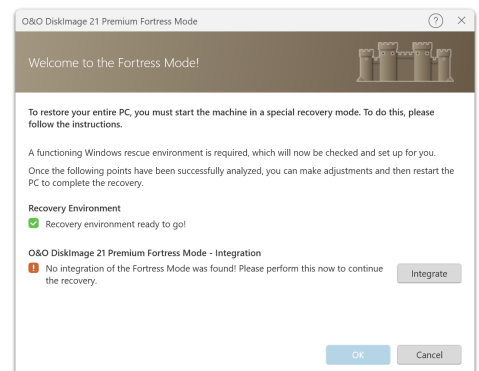 O&O DiskImage 21 Premium Fortress Mode
?
Welcome to the Fortress Mode!
To restore your entire PC, you must start the machine in a special recovery mode. To do this, please
follow the instructions.
A functioning Windows rescue environment is required, which will now be checked and set up for you.
Once the following points have been successfully analyzed, you can make adjustments and then restart the
PC to complete the recovery.
Recovery Environment
Recovery environment ready to go!
O&O DiskImage 21 Premium Fortress Mode - Integration
! No integration of the Fortress Mode was found! Please perform this now to continue
the recovery.
Integrate
OK
Cancel